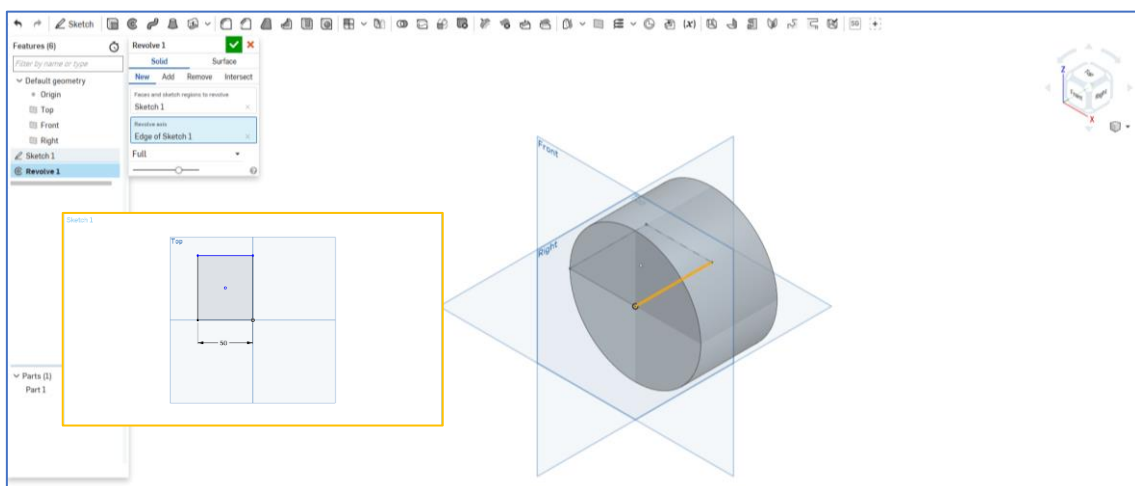 Sketch
(x)
Features (6)
Filter by name or type
Default geometry
Origin
Top
Front
Right
Sketch 1
Revolve 1
Parts (1)
Part 1
Revolve 1
Solid Surface
New Add Remove Intersect
Faces and sketch regions to revolve
Sketch 1
Revolve axis
Edge of Sketch 1
Full
Sketch 1
Top
50
Front
Right
Z
Top
Front
Right
X